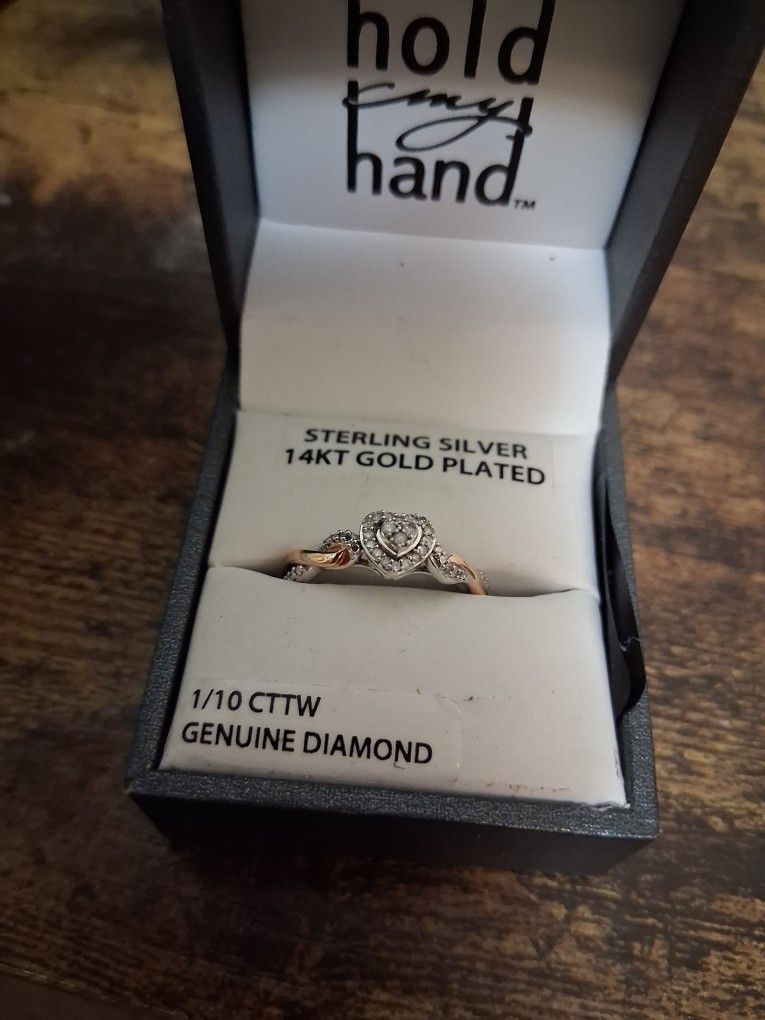 hold
my
hand™
STERLING SILVER
14KT GOLD PLATED
1/10 CTTW
GENUINE DIAMOND